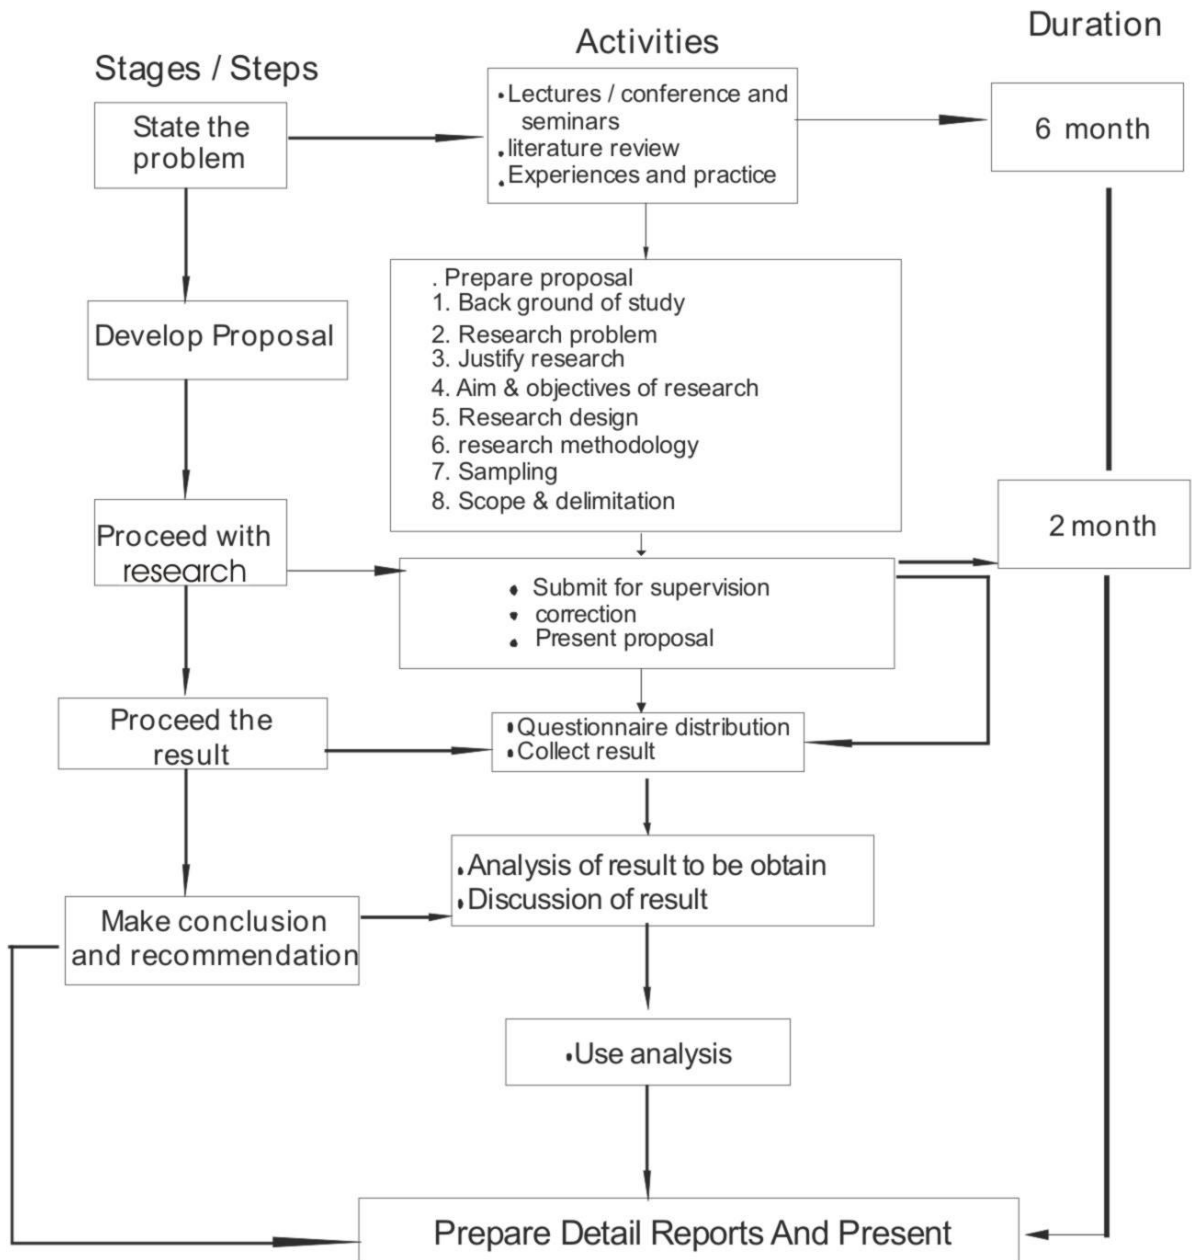 Stages / Steps
Activities
Duration
State the
problem
• Lectures / conference and
seminars
. literature review
. Experiences and practice
6 month
Develop Proposal
. Prepare proposal
1. Back ground of study
2. Research problem
3. Justify research
4. Aim & objectives of research
5. Research design
6. research methodology
7. Sampling
8. Scope & delimitation
Proceed with
research
2 month
• Submit for supervision
• correction
• Present proposal
Proceed the
result
• Questionnaire distribution
• Collect result
Make conclusion
and recommendation
• Analysis of result to be obtain
• Discussion of result
• Use analysis
Prepare Detail Reports And Present